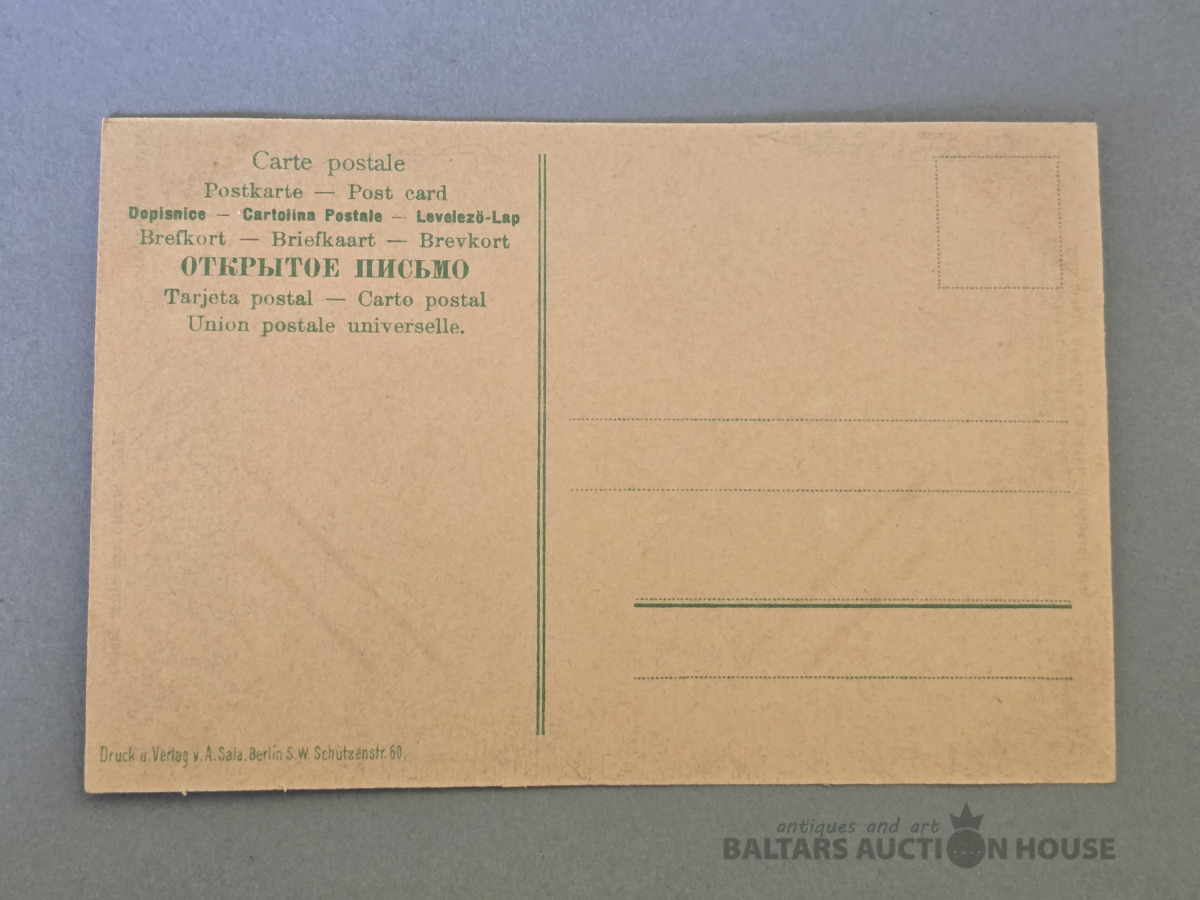 Carte postale
Postkarte — Post card
Dopisnice — Cartolina Postale — Levelezö-Lap
Brefkort — Briefkaart — Brevkort
ОТКРЫТОЕ ПИСЬМО
Tarjeta postal — Carto postal
Union postale universelle.
Druck u. Verlag v. A. Sala. Berlin S.W. Schützenstr. 60.
antiques and art
BALTARS AUCTION HOUSE